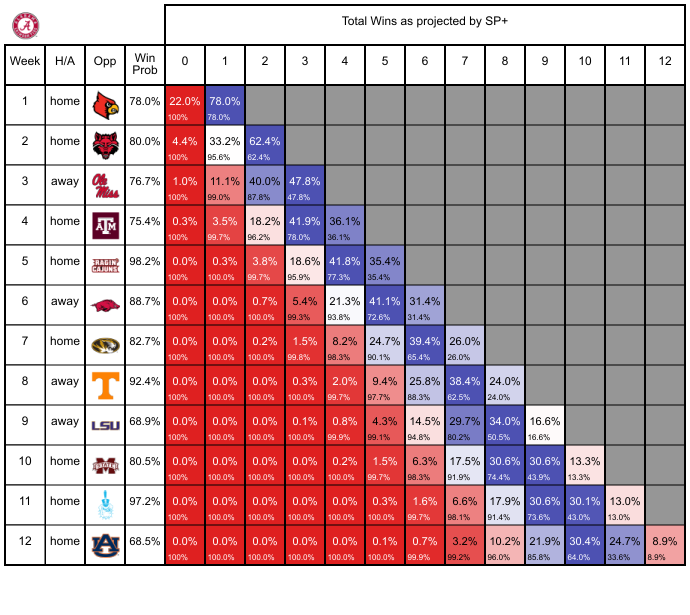 Total Wins as projected by SP+
Week H/A Opp Win Prob 0 1 2 3 4 5 6 7 8 9 10 11 12
1 home 78.0% 22.0% 78.0%
100% 78.0%
2 home 80.0% 4.4% 33.2% 62.4%
100% 95.6% 62.4%
3 away Ole Miss 76.7% 1.0% 11.1% 40.0% 47.8%
100% 99.0% 87.8% 47.8%
4 home ATM 75.4% 0.3% 3.5% 18.2% 41.9% 36.1%
100% 99.7% 96.2% 78.0% 36.1%
5 home RAGIN CAJUNS 98.2% 0.0% 0.3% 3.8% 18.6% 41.8% 35.4%
100% 100.0% 99.7% 95.9% 77.3% 35.4%
6 away 88.7% 0.0% 0.0% 0.7% 5.4% 21.3% 41.1% 31.4%
100% 100.0% 100.0% 99.3% 93.8% 72.6% 31.4%
7 home 82.7% 0.0% 0.0% 0.2% 1.5% 8.2% 24.7% 39.4% 26.0%
100% 100.0% 100.0% 99.8% 98.3% 90.1% 65.4% 26.0%
8 away T 92.4% 0.0% 0.0% 0.0% 0.3% 2.0% 9.4% 25.8% 38.4% 24.0%
100% 100.0% 100.0% 100.0% 99.7% 97.7% 88.3% 62.5% 24.0%
9 away LSU 68.9% 0.0% 0.0% 0.0% 0.1% 0.8% 4.3% 14.5% 29.7% 34.0% 16.6%
100% 100.0% 100.0% 100.0% 99.9% 99.1% 94.8% 80.2% 50.5% 16.6%
10 home STATE 80.5% 0.0% 0.0% 0.0% 0.0% 0.2% 1.5% 6.3% 17.5% 30.6% 30.6% 13.3%
100% 100.0% 100.0% 100.0% 100.0% 99.7% 98.3% 91.9% 74.4% 43.9% 13.3%
11 home 97.2% 0.0% 0.0% 0.0% 0.0% 0.0% 0.3% 1.6% 6.6% 17.9% 30.6% 30.1% 13.0%
100% 100.0% 100.0% 100.0% 100.0% 100.0% 99.7% 98.1% 91.4% 73.6% 43.0% 13.0%
12 home AU 68.5% 0.0% 0.0% 0.0% 0.0% 0.0% 0.1% 0.7% 3.2% 10.2% 21.9% 30.4% 24.7% 8.9%
100% 100.0% 100.0% 100.0% 100.0% 100.0% 99.9% 99.2% 96.0% 85.8% 64.0% 33.6% 8.9%